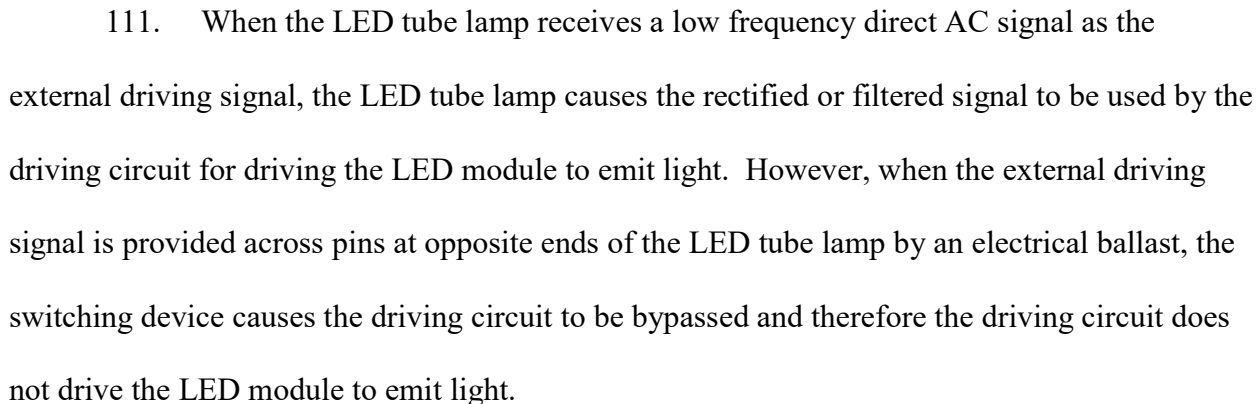 111. When the LED tube lamp receives a low frequency direct AC signal as the
external driving signal, the LED tube lamp causes the rectified or filtered signal to be used by the
driving circuit for driving the LED module to emit light. However, when the external driving
signal is provided across pins at opposite ends of the LED tube lamp by an electrical ballast, the
switching device causes the driving circuit to be bypassed and therefore the driving circuit does
not drive the LED module to emit light.